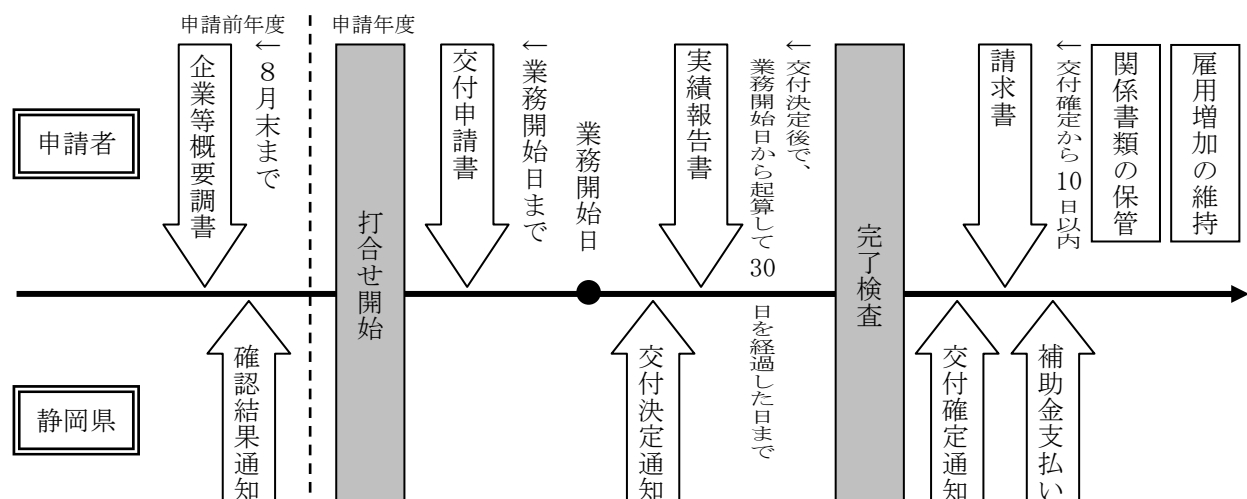 申請前年度
申請年度
申請者
企業等概要調書
←８月末まで
打合せ開始
交付申請書
←業務開始日まで
業務開始日
実績報告書
←交付決定後で、
業務開始日から起算して 30 日を経過した日まで
完了検査
請求書
←交付確定から 10 日以内
関係書類の保管
雇用増加の維持
静岡県
確認結果通知
交付決定通知
交付確定通知
補助金支払い